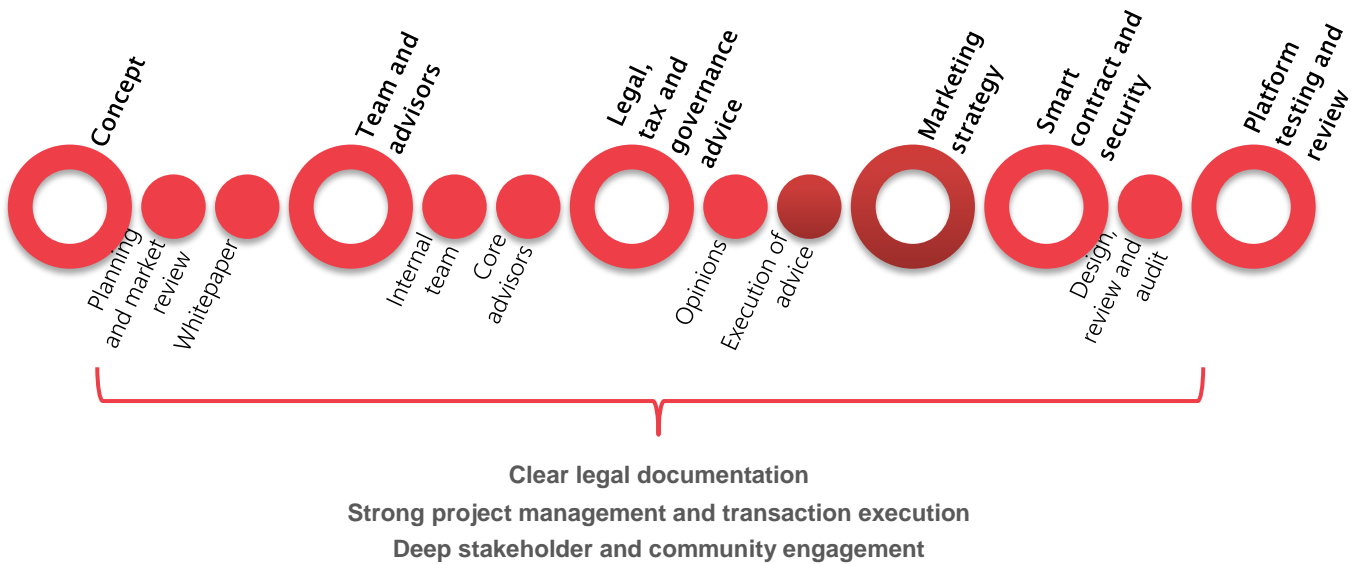 Concept
Planning
and market
review
Whitepaper
Team and
advisors
Internal
team
Core
advisors
Legal,
tax and
governance
advice
Opinions
Execution of
advice
Marketing
strategy
Smart
contract and
security
Design,
review and
audit
Platform
testing and
review
Clear legal documentation
Strong project management and transaction execution
Deep stakeholder and community engagement